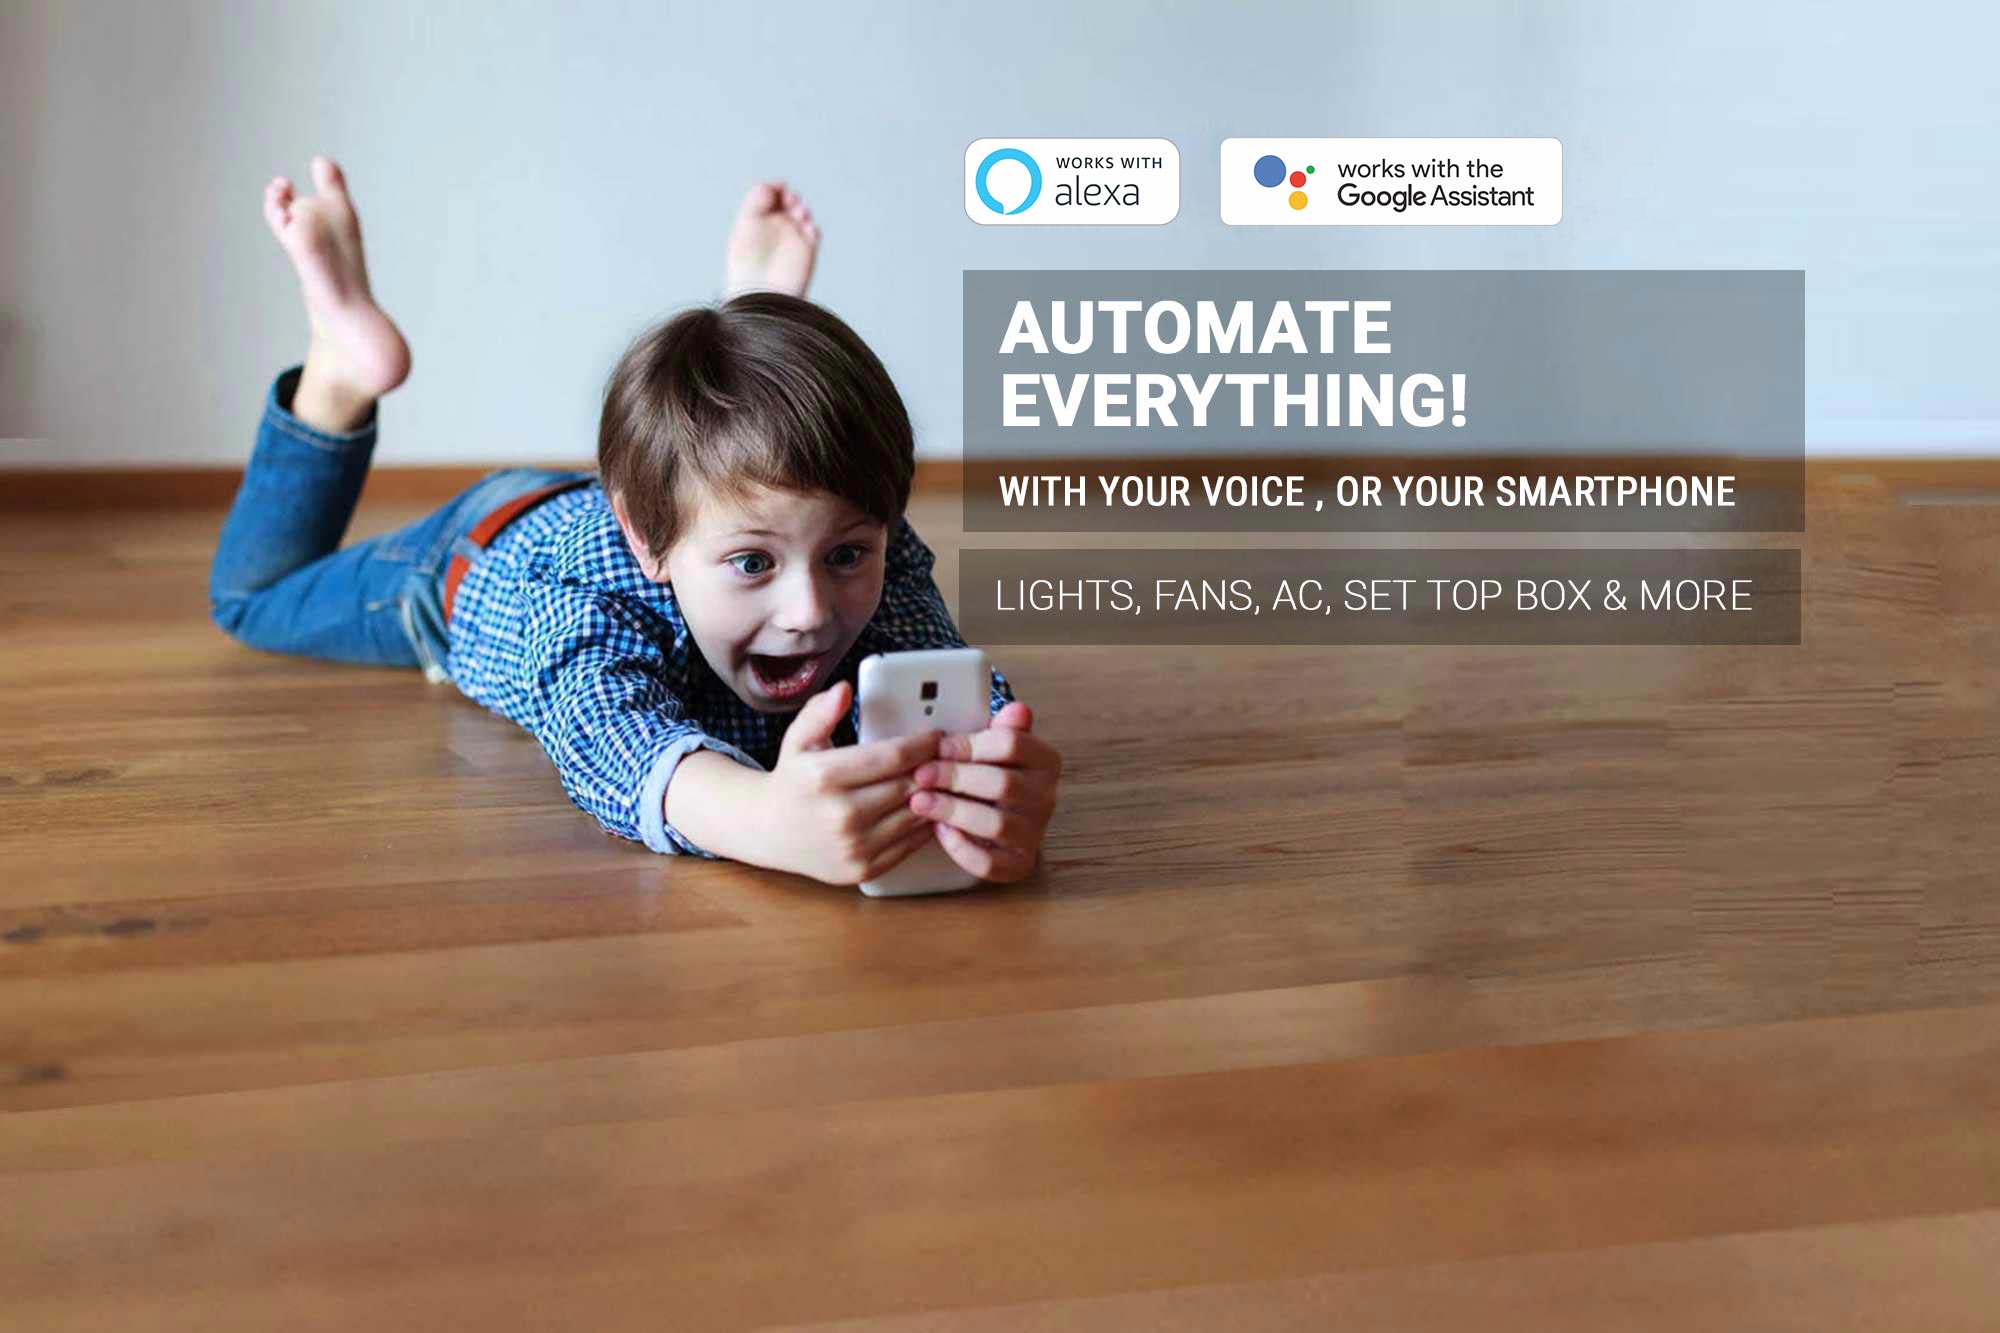 WORKS WITH
alexa
works with the
Google Assistant
AUTOMATE
EVERYTHING!
WITH YOUR VOICE , OR YOUR SMARTPHONE
LIGHTS, FANS, AC, SET TOP BOX & MORE